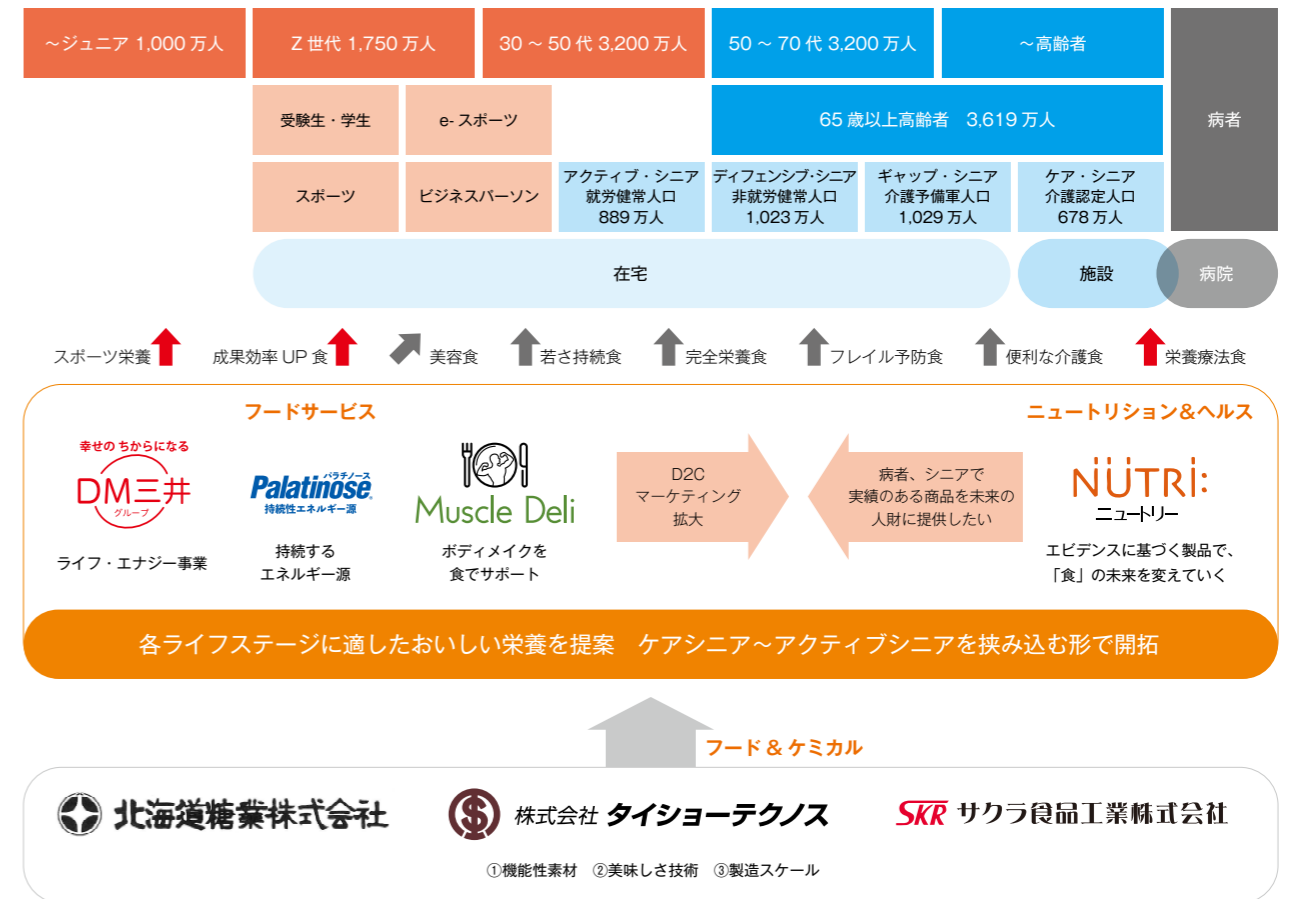 ～ジュニア 1,000 万人
Z 世代 1,750 万人
30 ～ 50 代 3,200 万人
50 ～ 70 代 3,200 万人
～高齢者
病者
受験生・学生
e- スポーツ
65 歳以上高齢者　3,619 万人
スポーツ
ビジネスパーソン
アクティブ・シニア
就労健常人口
889 万人
ディフェンシブ・シニア
非就労健常人口
1,023 万人
ギャップ・シニア
介護予備軍人口
1,029 万人
ケア・シニア
介護認定人口
678 万人
在宅
施設
病院
スポーツ栄養
成果効率 UP 食
美容食
若さ持続食
完全栄養食
フレイル予防食
便利な介護食
栄養療法食
フードサービス
ニュートリション＆ヘルス
幸せの ちからになる
DM三井
グループ
ライフ・エナジー事業
パラチノース
Palatinose
持続性エネルギー源
持続する
エネルギー源
Muscle Deli
ボディメイクを
食でサポート
D2C
マーケティング
拡大
病者、シニアで
実績のある商品を未来の
人財に提供したい
NÜTRi:
ニュートリー
エビデンスに基づく製品で、
「食」の未来を変えていく
各ライフステージに適したおいしい栄養を提案　ケアシニア～アクティブシニアを挟み込む形で開拓
フード & ケミカル
北海道糖業株式会社
株式会社 タイショーテクノス
SKR サクラ食品工業株式会社
①機能性素材　②美味しさ技術　③製造スケール